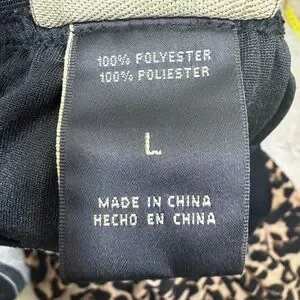 100% POLYESTER
100% POLIESTER
L
MADE IN CHINA
HECHO EN CHINA